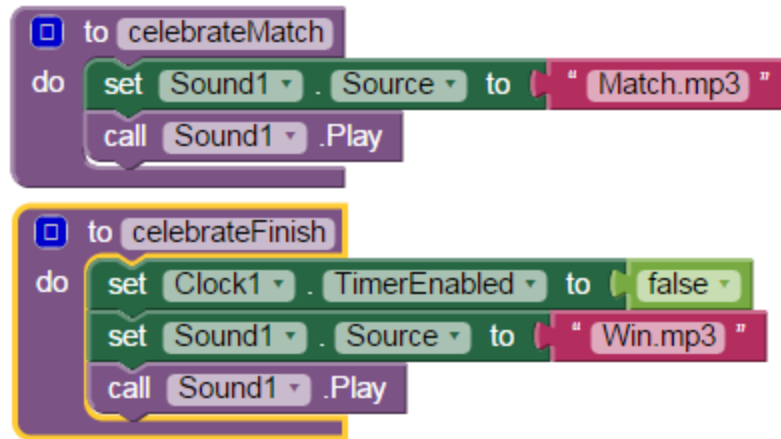 to celebrateMatch
do set Sound1 . Source to “ Match.mp3 ”
call Sound1 .Play
to celebrateFinish
do set Clock1 . TimerEnabled to false
set Sound1 . Source to “ Win.mp3 ”
call Sound1 .Play